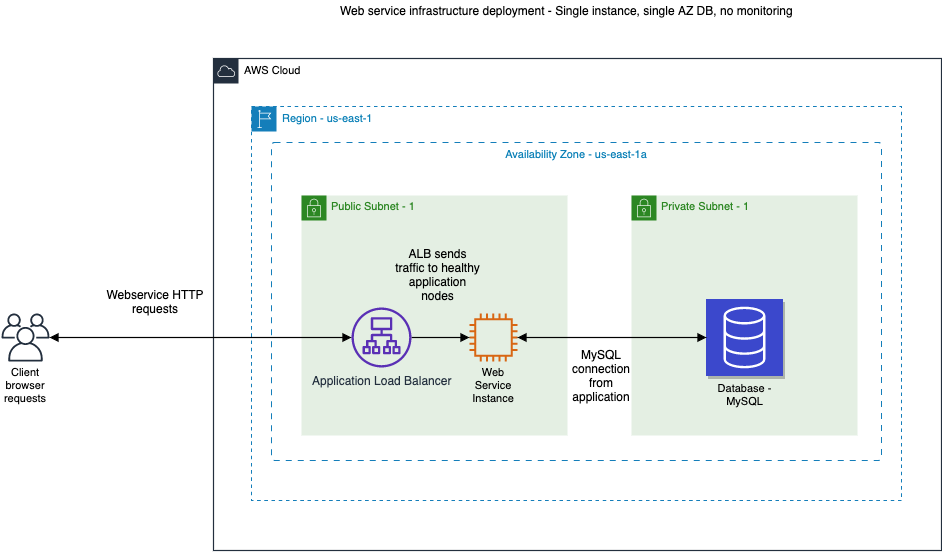 Web service infrastructure deployment - Single instance, single AZ DB, no monitoring
AWS Cloud
Region - us-east-1
Availability Zone - us-east-1a
Public Subnet - 1
Private Subnet - 1
ALB sends
traffic to healthy
application
nodes
Webservice HTTP
requests
Client
browser
requests
Application Load Balancer
Web
Service
Instance
MySQL
connection
from
application
Database -
MySQL